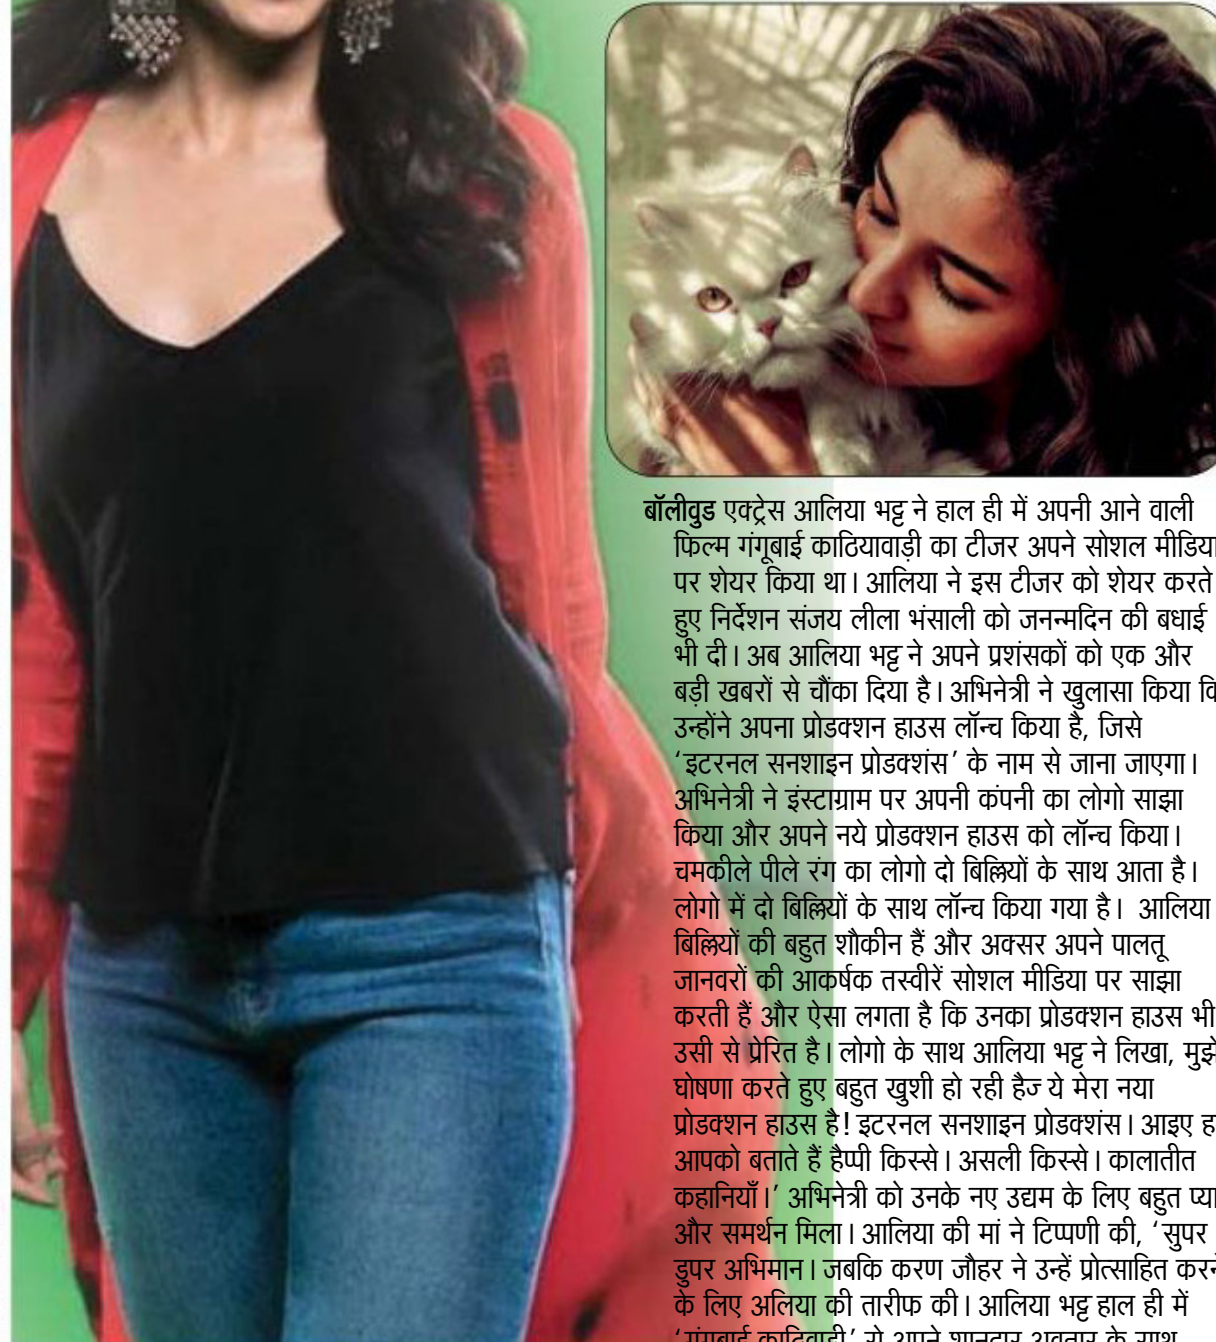 बॉलीवुड एक्ट्रेस आलिया भट्ट ने हाल ही में अपनी आने वाली
फिल्म गंगूबाई काठियावाड़ी का टीजर अपने सोशल मीडिया
पर शेयर किया था। आलिया ने इस टीजर को शेयर करते
हुए निर्देशन संजय लीला भंसाली को जनन्मदिन की बधाई
भी दी। अब आलिया भट्ट ने अपने प्रशंसकों को एक और
बड़ी खबरों से चौंका दिया है। अभिनेत्री ने खुलासा किया
उन्होंने अपना प्रोडक्शन हाउस लॉन्च किया है, जिसे
‘इटरनल सनशाइन प्रोडक्शंस’ के नाम से जाना जाएगा।
अभिनेत्री ने इंस्टाग्राम पर अपनी कंपनी का लोगो साझा
किया और अपने नये प्रोडक्शन हाउस को लॉन्च किया।
चमकीले पीले रंग का लोगो दो बिल्लियों के साथ आता है।
लोगो में दो बिल्लियों के साथ लॉन्च किया गया है। आलिया
बिल्लियों की बहुत शौकीन हैं और अक्सर अपने पालतू
जानवरों की आकर्षक तस्वीरें सोशल मीडिया पर साझा
करती हैं और ऐसा लगता है कि उनका प्रोडक्शन हाउस भी
उसी से प्रेरित है। लोगो के साथ आलिया भट्ट ने लिखा, मुझे
घोषणा करते हुए बहुत खुशी हो रही हैज ये मेरा नया
प्रोडक्शन हाउस है! इटरनल सनशाइन प्रोडक्शंस। आइए
आपको बताते हैं हैप्पी किस्से। असली किस्से। कालातीत
कहानियाँ।’ अभिनेत्री को उनके नए उद्यम के लिए बहुत
और समर्थन मिला। आलिया की मां ने टिप्पणी की, ‘सुपर
डुपर अभिमान। जबकि करण जौहर ने उन्हें प्रोत्साहित
के लिए अलिया की तारीफ की। आलिया भट्ट हाल ही में
से अपने शानदार अवतार के साथ